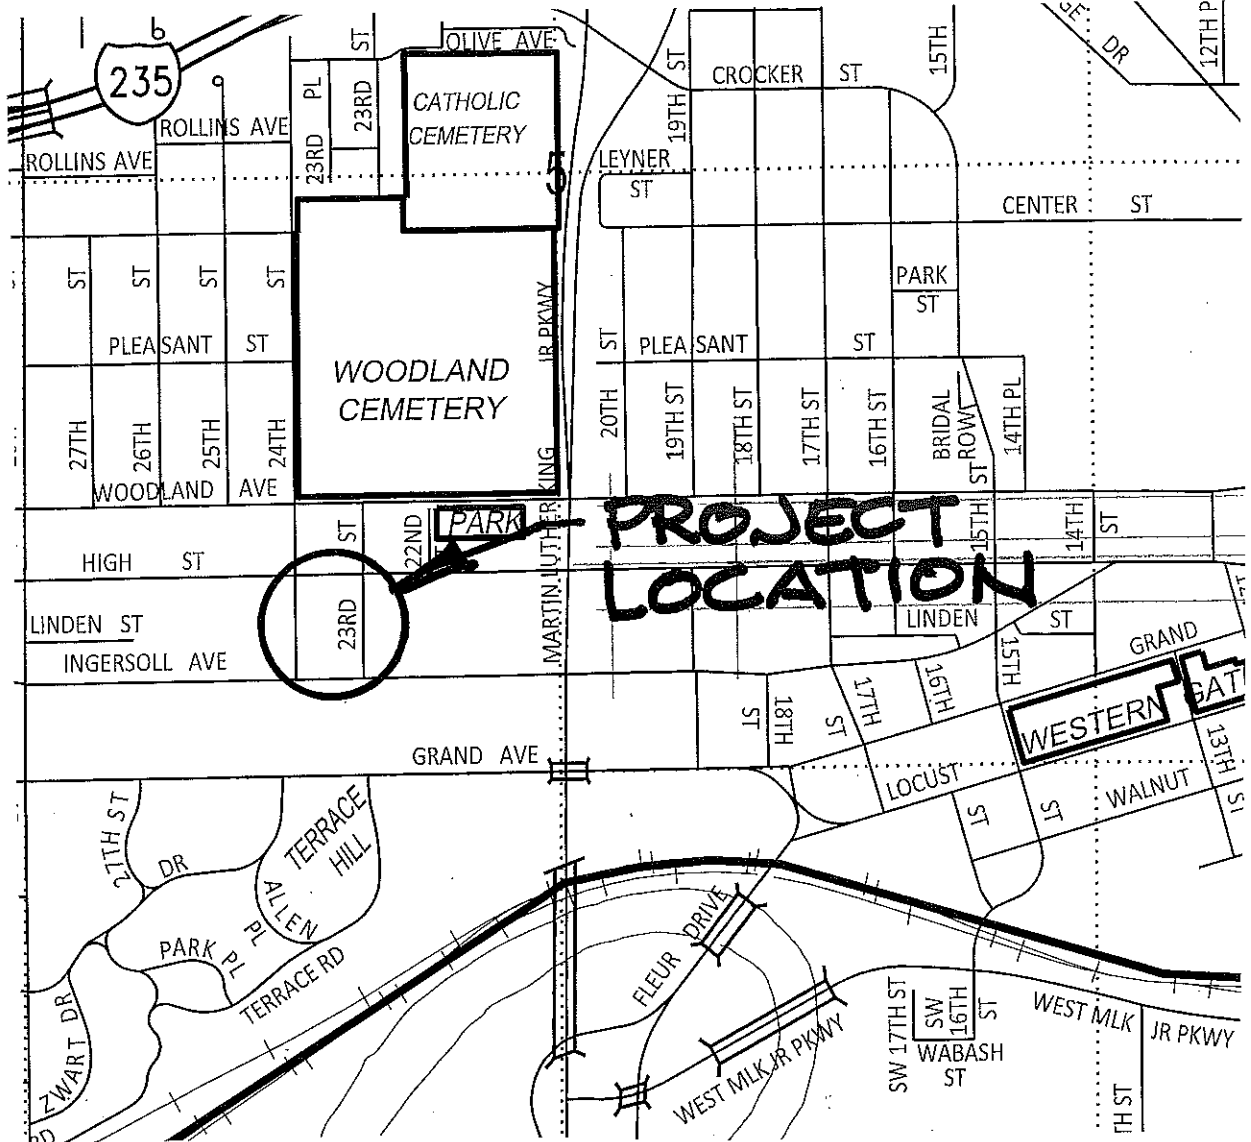 235
ST
OLIVE AVE
CATHOLIC
CEMETERY
23RD PL
23RD
ROLLINS AVE
ROLLINS AVE
5
ST
19TH
CROCKER ST
15TH
DR
LEYNER
ST
CENTER ST
ST
ST
ST
ST
PARK
ST
JR PKWY
PLEASANT ST
ST
PLEASANT ST
WOODLAND
CEMETERY
27TH
26TH
25TH
24TH
KING
20TH
19TH ST
18TH ST
17TH ST
16TH ST
BRIDAL
ROW
14TH PL
WOODLAND AVE
ST
22ND
PARK
MARTIN LUTHER
PROJECT
LOCATION
ST
15TH
14TH
ST
HIGH ST
LINDEN ST
23RD
INGERSOLL AVE
LINDEN ST
GRAND
15TH
16TH
17TH
ST
18TH
ST
WESTERN
GRAND AVE
LOCUST
WALNUT
13TH
ST
ST
27TH ST
DR
TERRACE
HILL
ALLEN
PL
PARK PL
TERRACE RD
ZWART DR
FLEUR DRIVE
WEST MLK JR PKWY
SW 17TH ST
SW
16TH
ST
WABASH
ST
WEST MLK JR PKWY